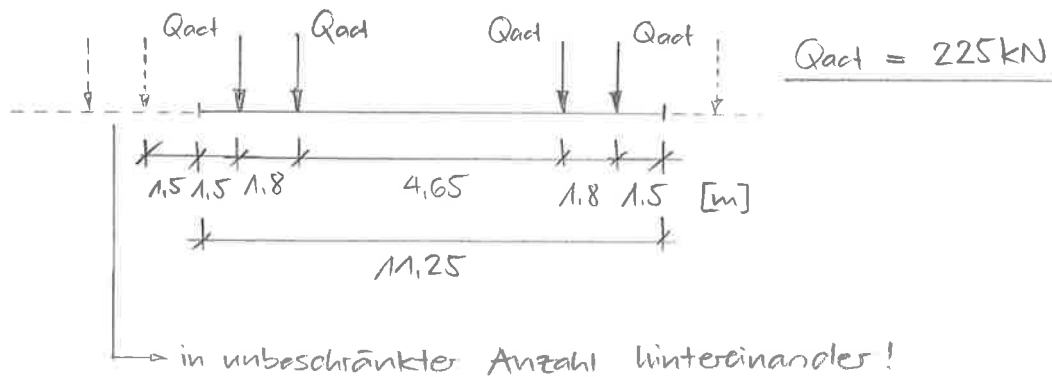 Qact Qact Qact Qact
Qact = 225kN
1,5 1,5 1,8 4,65 1,8 1,5 [m]
11,25
in unbeschränkter Anzahl hintereinander!